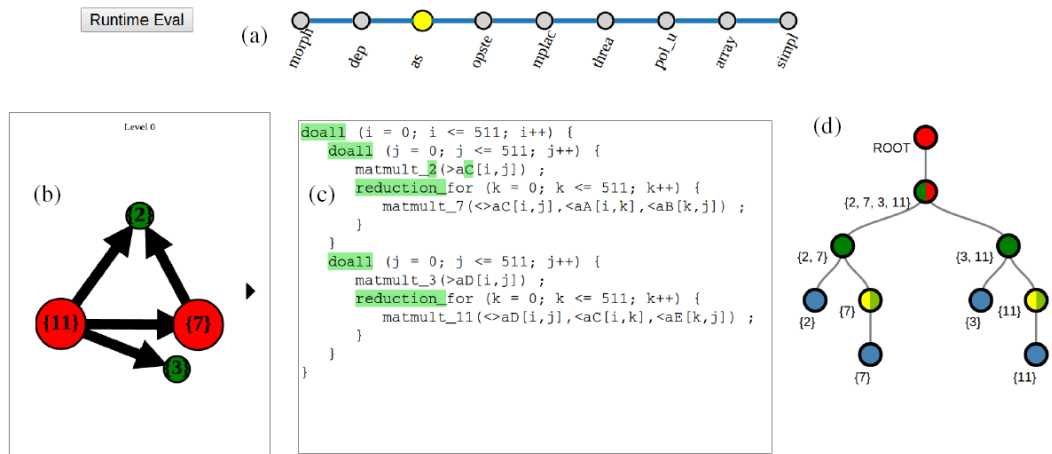 Runtime Eval
(a)
morph
dep
as
opste
mplac
threa
pol_u
array
simpl
Level 0
(b)
{2}
{11}
{7}
{3}
(c)
doall (i = 0; i <= 511; i++) {
doall (j = 0; j <= 511; j++) {
matmult_2(>aC[i,j]) ;
reduction_for (k = 0; k <= 511; k++) {
matmult_7(<>aC[i,j],<aA[i,k],<aB[k,j]) ;
}
}
doall (j = 0; j <= 511; j++) {
matmult_3(>aD[i,j]) ;
reduction_for (k = 0; k <= 511; k++) {
matmult_11(<>aD[i,j],<aC[i,k],<aE[k,j]) ;
}
}
}
(d)
ROOT
{2, 7, 3, 11}
{2, 7}
{3, 11}
{2}
{7}
{3}
{11}
{7}
{11}